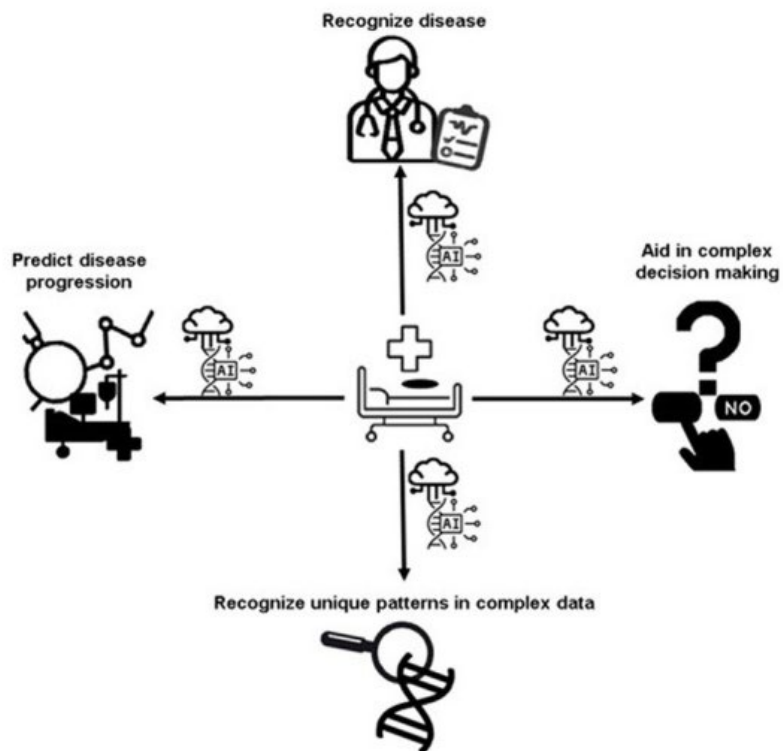 Recognize disease
AI
Predict disease
progression
Aid in complex
decision making
AI
AI
NO
AI
Recognize unique patterns in complex data